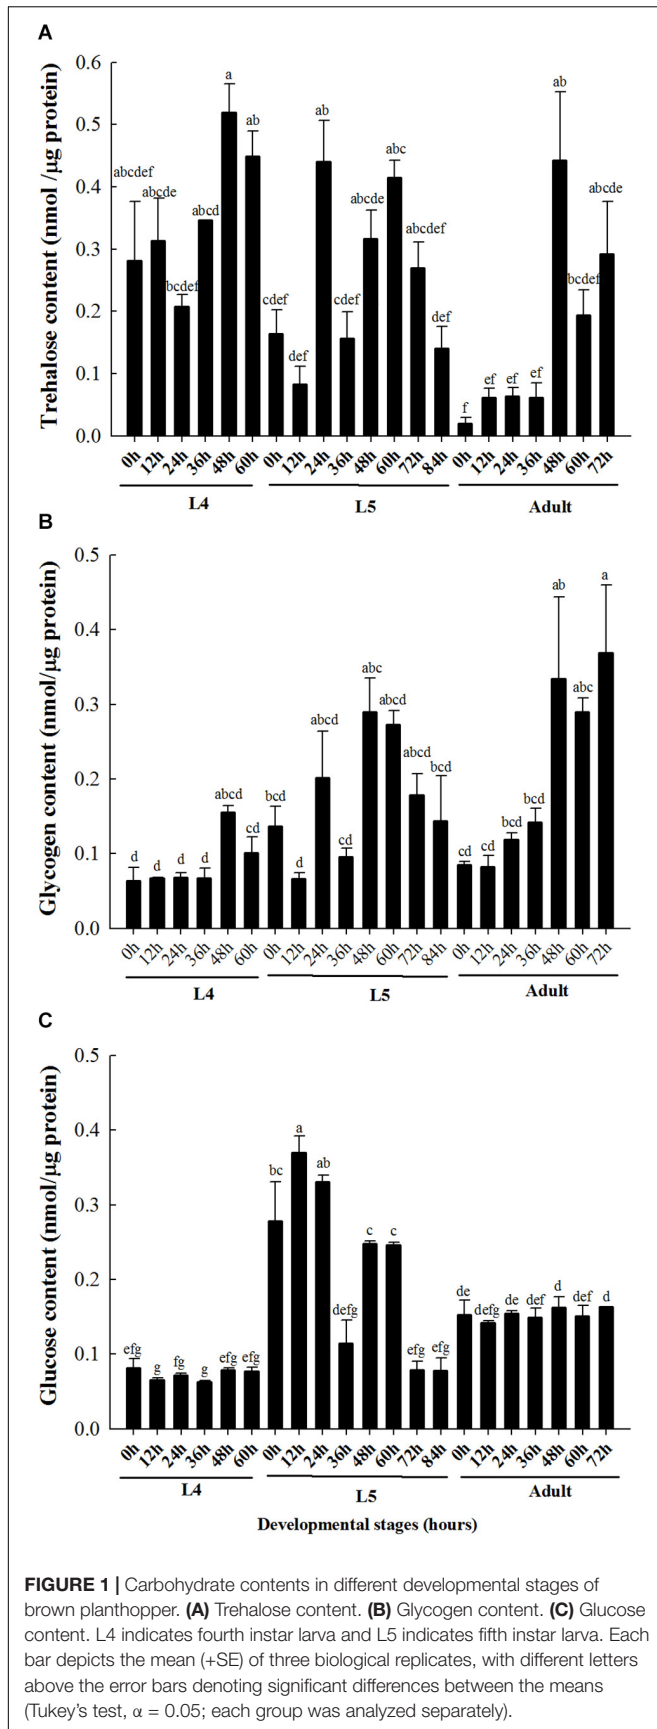 A
Trehalose content (nmol /μg protein)
0.6
0.5
0.4
0.3
0.2
0.1
0.0
abcdef
abcde
bcdef
abcd
a
ab
cdef
def
ab
cdef
abcde
abc
abcdef
def
f
ef
ef
ef
ab
bcdef
abcde
0h 12h 24h 36h 48h 60h 0h 12h 24h 36h 48h 60h 72h 84h 0h 12h 24h 36h 48h 60h 72h
L4 L5 Adult
B
Glycogen content (nmol/μg protein)
0.5
0.4
0.3
0.2
0.1
0.0
d
d
d
d
abcd
cd
bcd
d
abcd
cd
abc
abcd
abcd
bcd
cd
cd
bcd
bcd
ab
abc
a
0h 12h 24h 36h 48h 60h 0h 12h 24h 36h 48h 60h 72h 84h 0h 12h 24h 36h 48h 60h 72h
L4 L5 Adult
C
Glucose content (nmol/μg protein)
0.5
0.4
0.3
0.2
0.1
0.0
efg
g
fg
g
efg
efg
bc
a
ab
defg
c
c
efg
efg
de
defg
de
def
d
def
d
0h 12h 24h 36h 48h 60h 0h 12h 24h 36h 48h 60h 72h 84h 0h 12h 24h 36h 48h 60h 72h
L4 L5 Adult
Developmental stages (hours)
FIGURE 1 | Carbohydrate contents in different developmental stages of
brown planthopper. (A) Trehalose content. (B) Glycogen content. (C) Glucose
content. L4 indicates fourth instar larva and L5 indicates fifth instar larva. Each
bar depicts the mean (+SE) of three biological replicates, with different letters
above the error bars denoting significant differences between the means
(Tukey's test, α = 0.05; each group was analyzed separately).